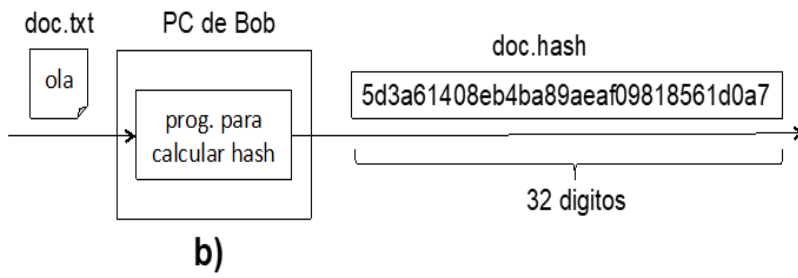 doc.txt
PC de Bob
ola
prog. para
calcular hash
doc.hash
5d3a61408eb4ba89aeaf09818561d0a7
32 digitos
b)